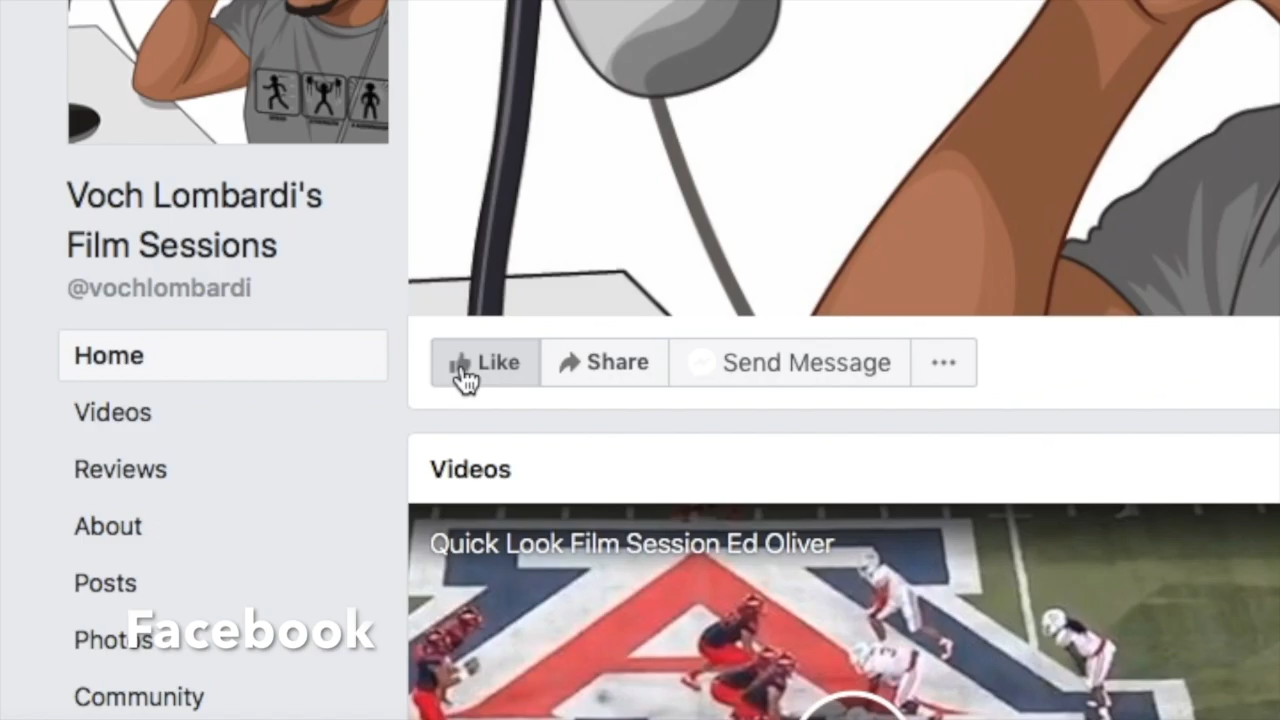 Voch Lombardi's
Film Sessions
@vochlombardi
Home
Videos
Reviews
About
Posts
Photos
Community
Like
Share
Send Message
Videos
Quick Look Film Session Ed Oliver
Facebook